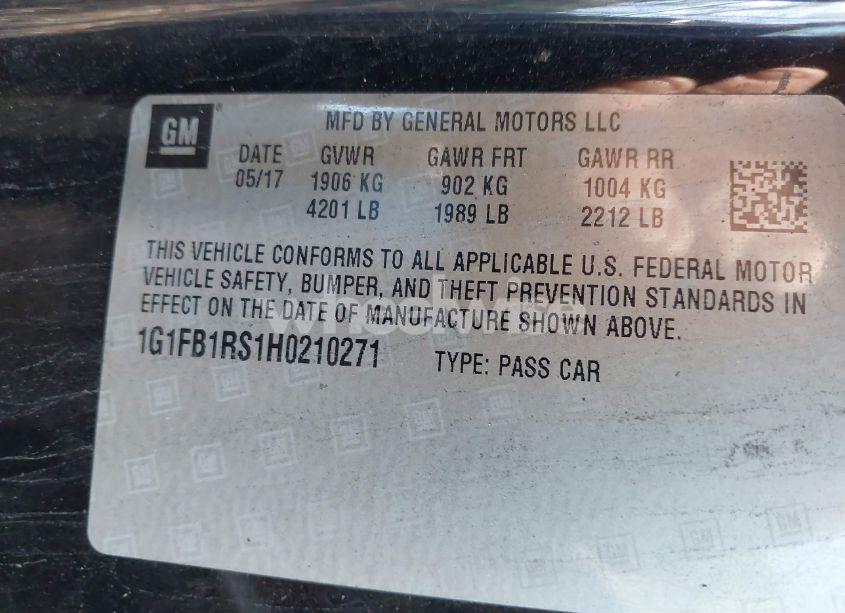 GM ®
MFD BY GENERAL MOTORS LLC
DATE GVWR GAWR FRT GAWR RR
05/17 1906 KG 902 KG 1004 KG
4201 LB 1989 LB 2212 LB
THIS VEHICLE CONFORMS TO ALL APPLICABLE U.S. FEDERAL MOTOR
VEHICLE SAFETY, BUMPER, AND THEFT PREVENTION STANDARDS IN
EFFECT ON THE DATE OF MANUFACTURE SHOWN ABOVE.
1G1FB1RS1H0210271 TYPE: PASS CAR